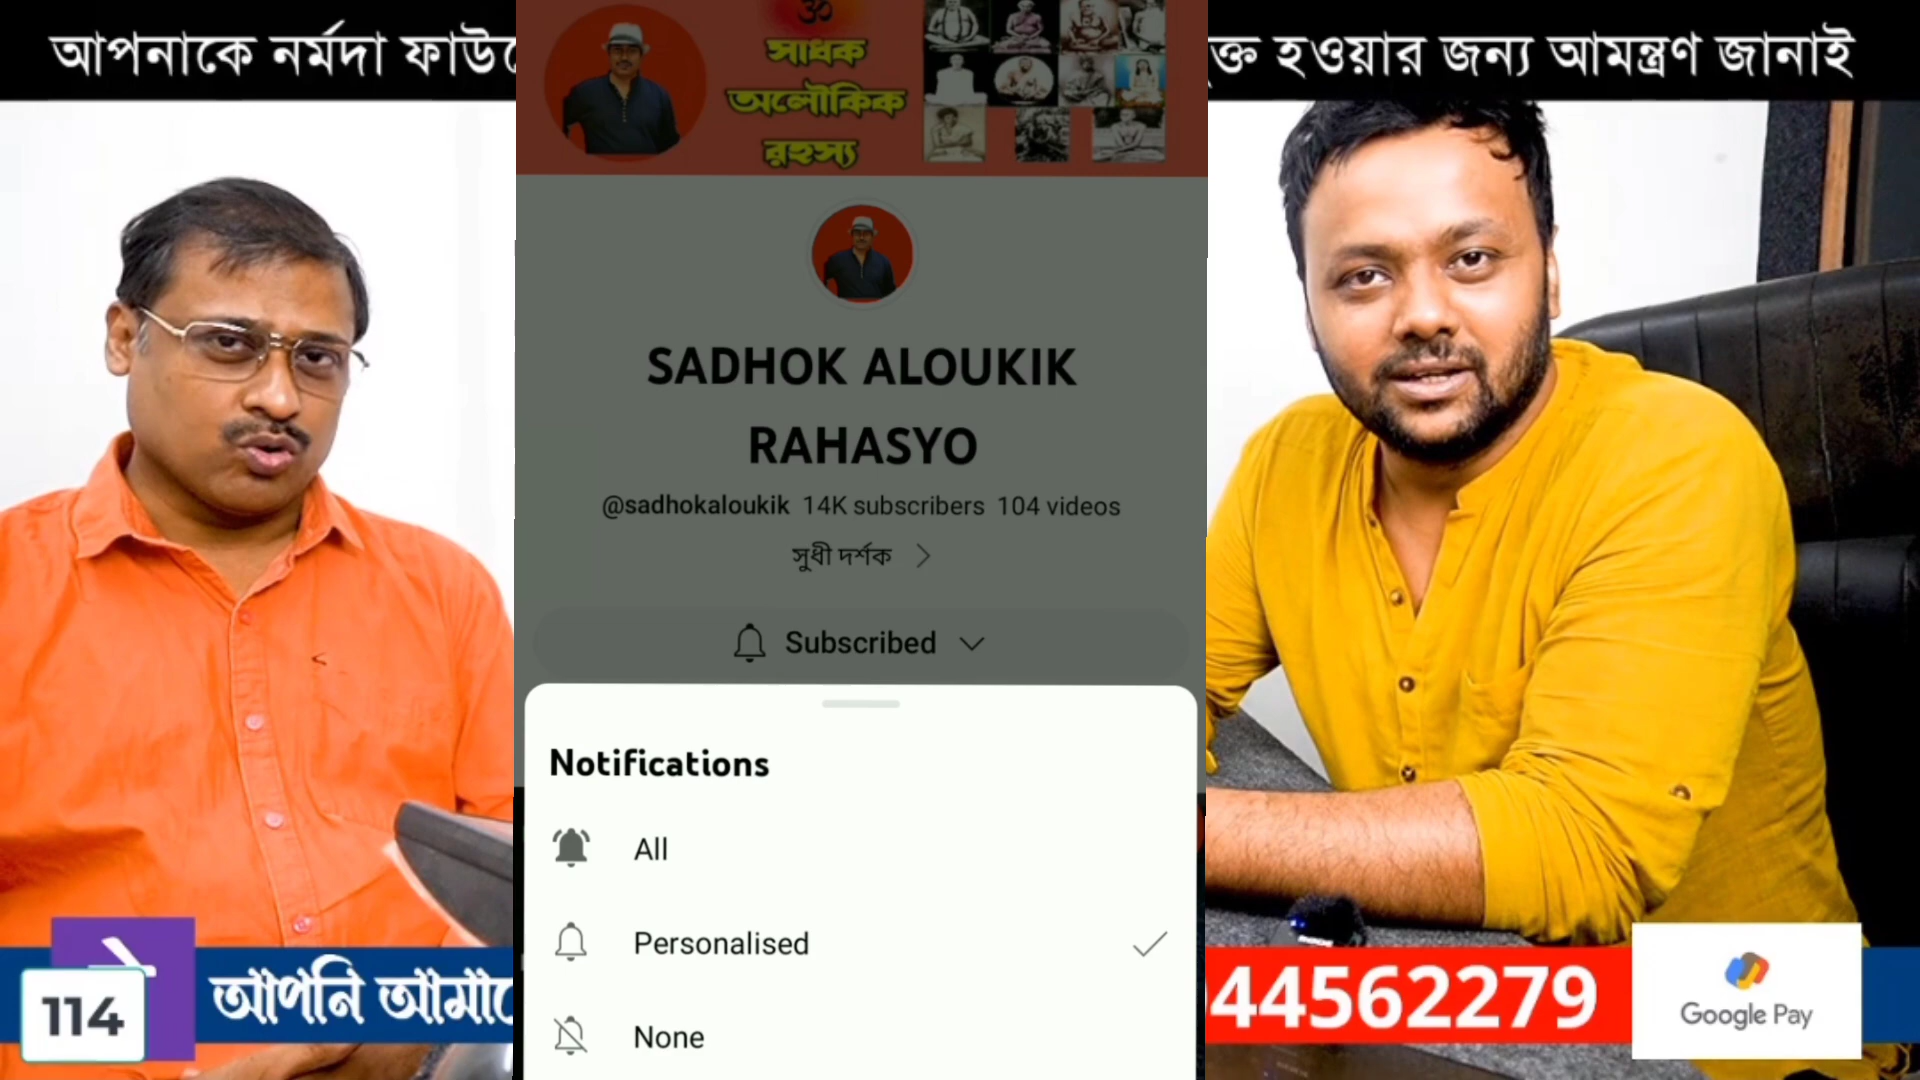 আপনাকে নর্মদা ফাউ
ক্ত হওয়ার জন্য আমন্ত্রণ জানাই
ॐ
সাধক
অলৌকিক
রহস্য
SADHOK ALOUKIK
RAHASYO
@sadhokaloukik 14K subscribers 104 videos
সুধী দর্শক
Subscribed
Notifications
All
Personalised
None
114
আপনি আমা
44562279
Google Pay